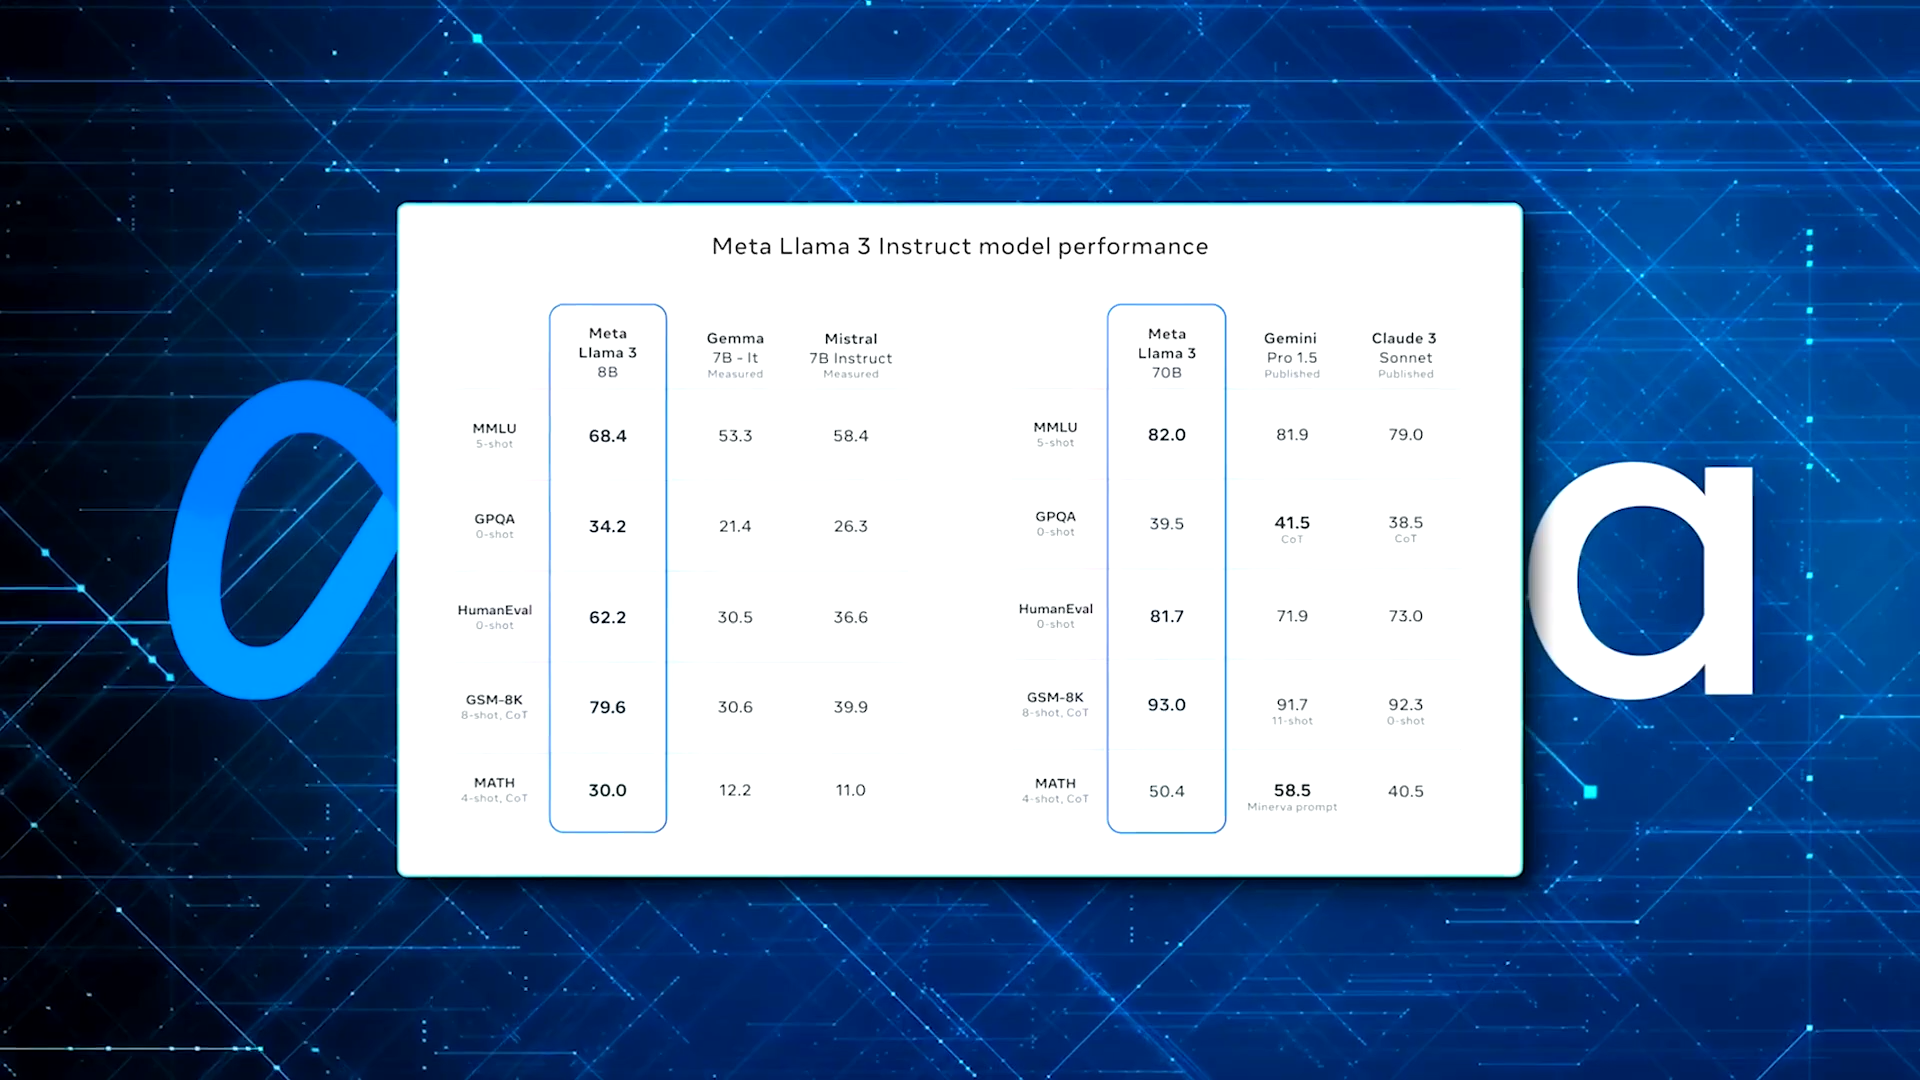 Meta Llama 3 Instruct model performance
Meta Llama 3 8B
Gemma 7B - It Measured
Mistral 7B Instruct Measured
MMLU 5-shot 68.4 53.3 58.4
GPQA 0-shot 34.2 21.4 26.3
HumanEval 0-shot 62.2 30.5 36.6
GSM-8K 8-shot, CoT 79.6 30.6 39.9
MATH 4-shot, CoT 30.0 12.2 11.0
Meta Llama 3 70B
Gemini Pro 1.5 Published
Claude 3 Sonnet Published
MMLU 5-shot 82.0 81.9 79.0
GPQA 0-shot 39.5 41.5 CoT 38.5 CoT
HumanEval 0-shot 81.7 71.9 73.0
GSM-8K 8-shot, CoT 93.0 91.7 11-shot 92.3 0-shot
MATH 4-shot, CoT 50.4 58.5 Minerva prompt 40.5
a